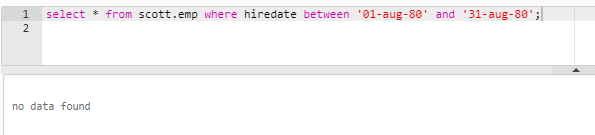 1 select * from scott.emp where hiredate between '01-aug-80' and '31-aug-80';
2
no data found